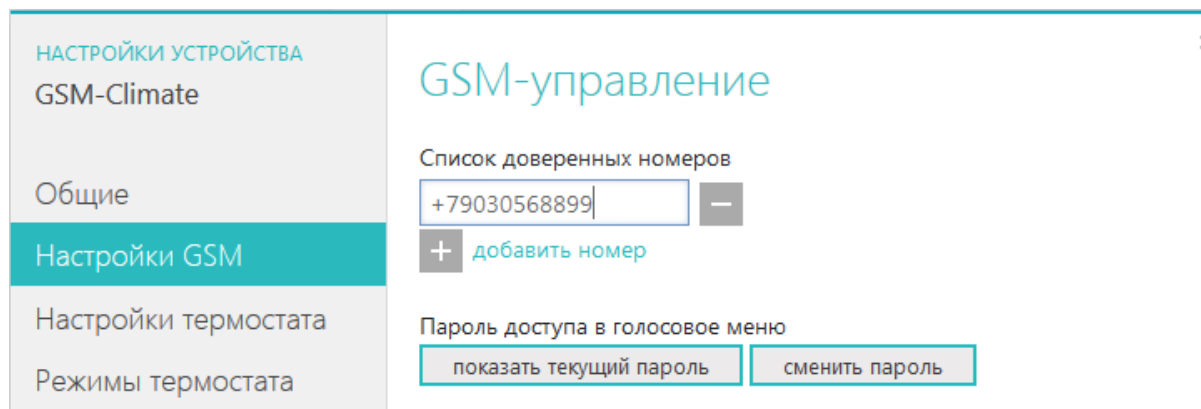 НАСТРОЙКИ УСТРОЙСТВА
GSM-Climate
Общие
Настройки GSM
Настройки термостата
Режимы термостата
GSM-управление
Список доверенных номеров
+79030568899
добавить номер
Пароль доступа в голосовое меню
показать текущий пароль сменить пароль